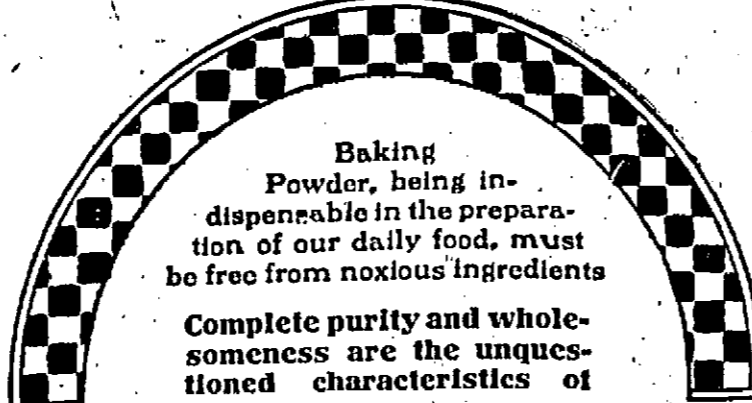 Baking
Powder, being in-
dispensable in the prepara-
tion of our daily food, must
be free from noxious ingredients
Complete purity and whole-
someness are the unques-
tioned characteristics of